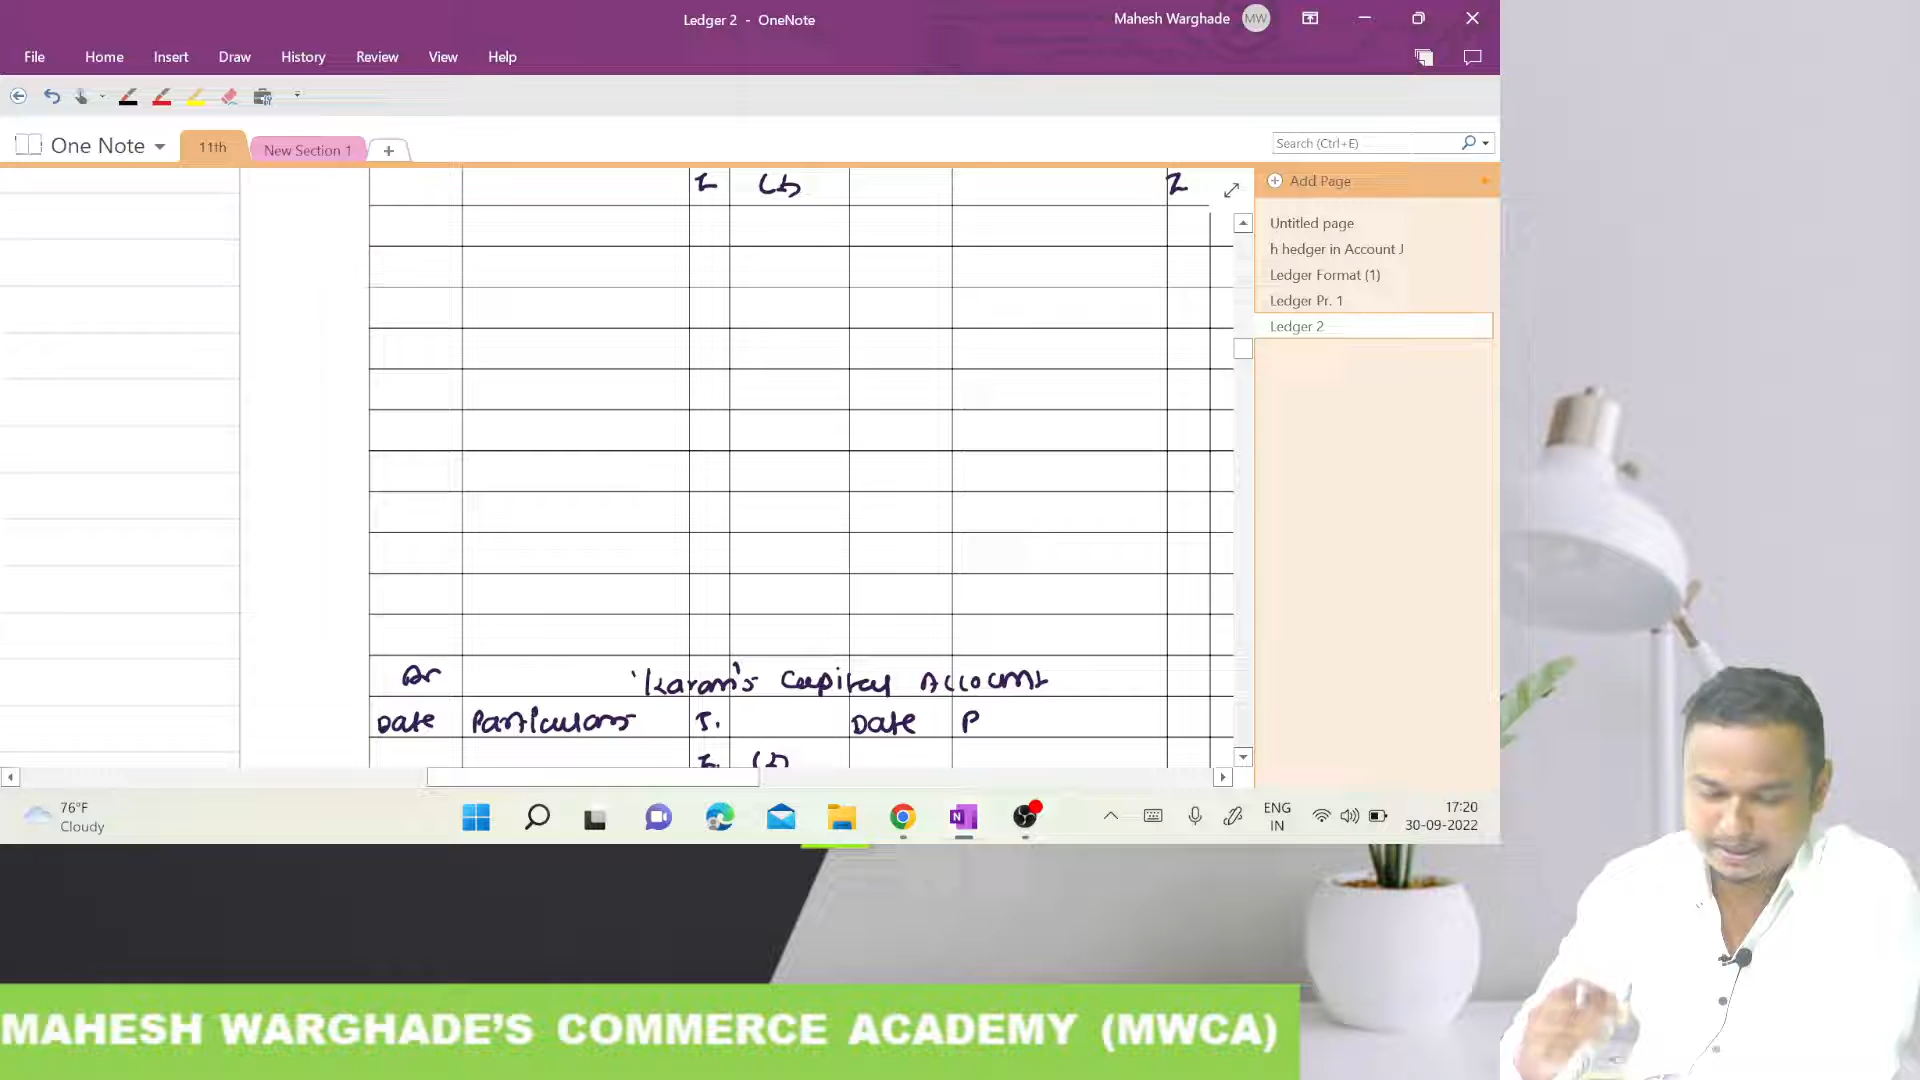 Ledger 2 - OneNote
Mahesh Warghade MW
File Home Insert Draw History Review View Help
One Note 11th New Section 1
Search (Ctrl+E)
Add Page
Untitled page
h hedger in Account J
Ledger Format (1)
Ledger Pr. 1
Ledger 2
Dr 'Karan's Capital Account
Date Particulars J. Date P
76°F
Cloudy
ENG
IN
17:20
30-09-2022
MAHESH WARGHADE'S COMMERCE ACADEMY (MWCA)